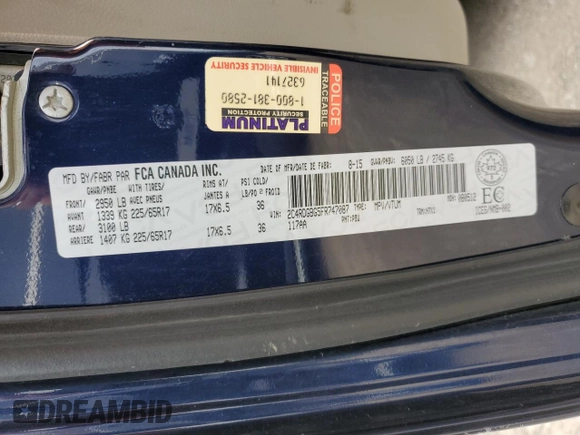 POLICE
TRACEABLE
INVISIBLE VEHICLE SECURITY
6327141
1-800-381-2580
PLATINUM
SECURITY PROTECTION
MFD BY/FABR PAR FCA CANADA INC. DATE OF MFR/DATE DE FABR: 8-15 GVWR/PNBV: 6050 LB / 2745 KG
GAWR/PNBE WITH TIRES/ RIMS AT/ PSI COLD/
FRONT/ 2950 LB AVEC PNEUS JANTES A LB/PO 2 FROID
AVANT 1339 KG 225/65R17 17X6.5 36
REAR/ 3100 LB
ARRIERE 1407 KG 225/65R17 17X6.5 36
2C4RDGBG5FR747087 TYPE: MPV/VTUM
117AA PNT:PBU
EC
DREAMBID